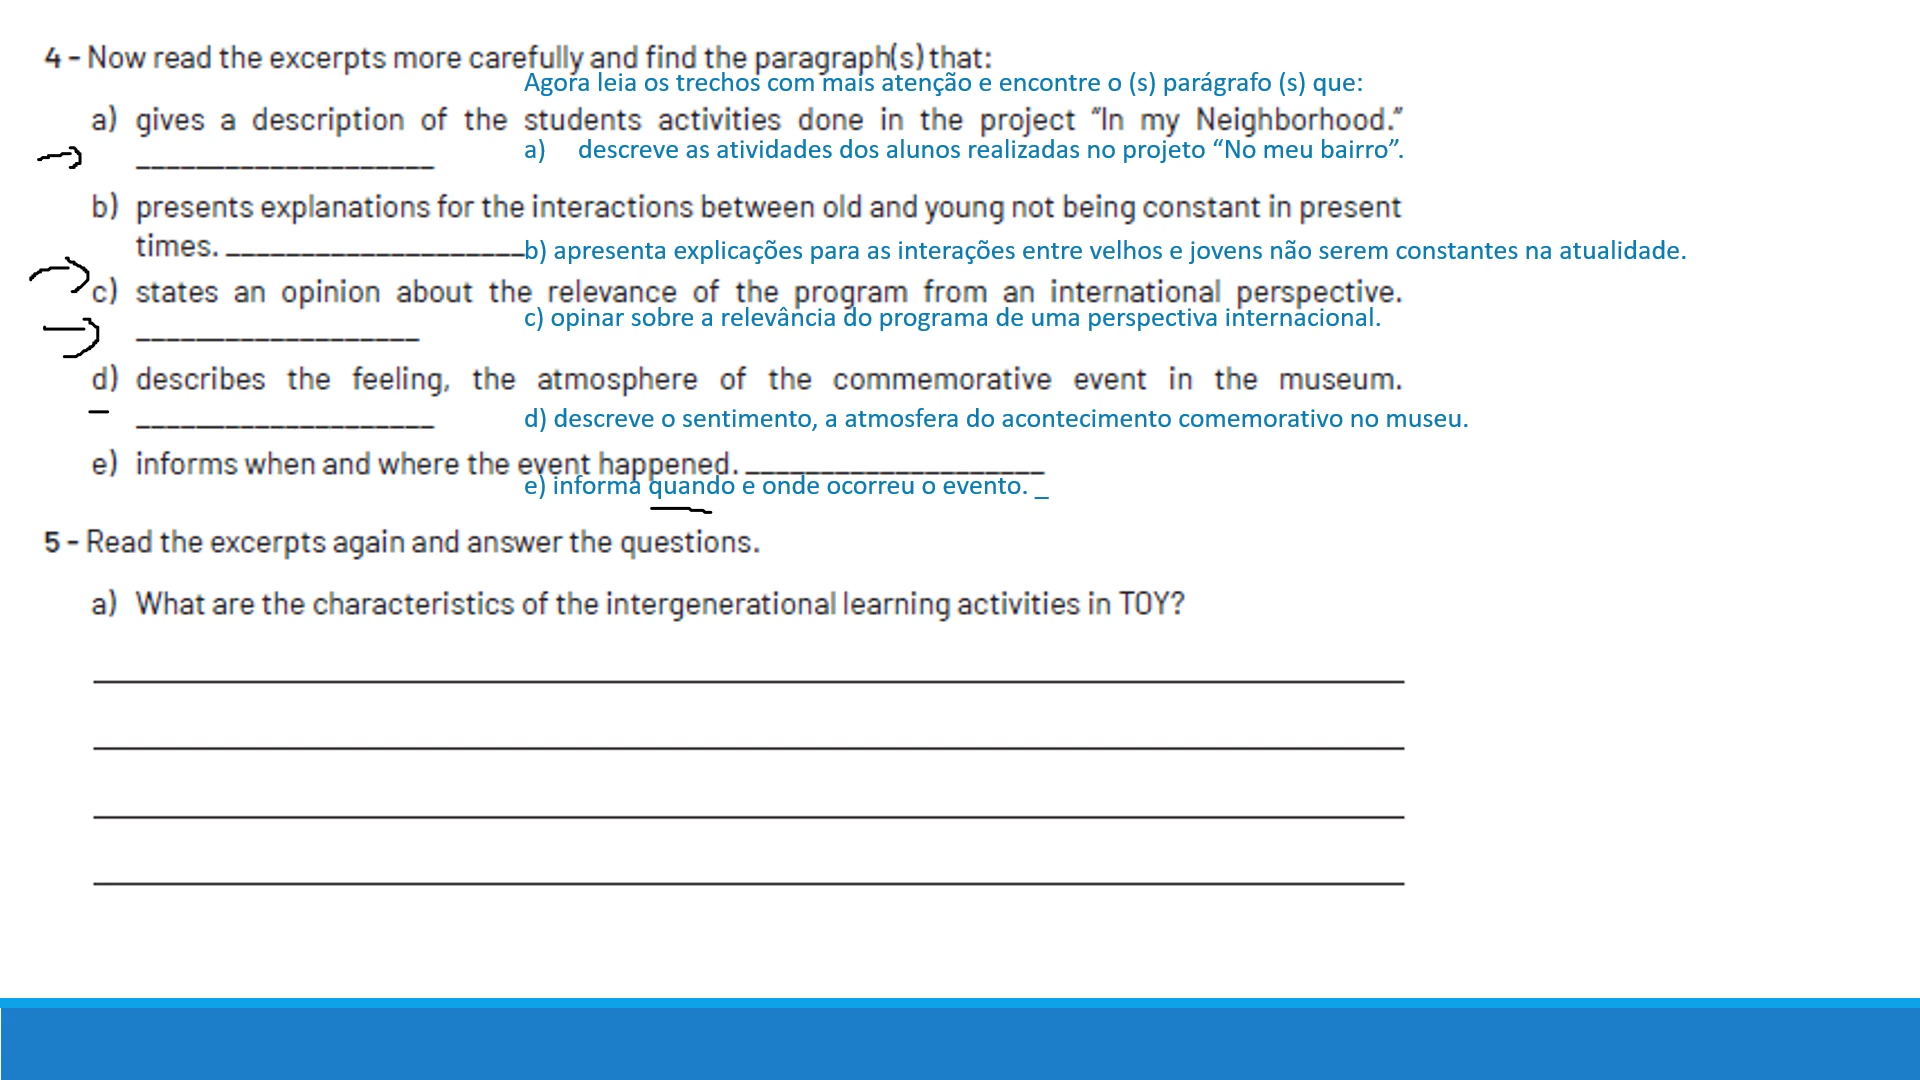 4 - Now read the excerpts more carefully and find the paragraph(s) that:
Agora leia os trechos com mais atenção e encontre o (s) parágrafo (s) que:
a) gives a description of the students activities done in the project “In my Neighborhood.”
____________________
a) descreve as atividades dos alunos realizadas no projeto “No meu bairro”.
b) presents explanations for the interactions between old and young not being constant in present
times. ____________________
b) apresenta explicações para as interações entre velhos e jovens não serem constantes na atualidade.
c) states an opinion about the relevance of the program from an international perspective.
___________________
c) opinar sobre a relevância do programa de uma perspectiva internacional.
d) describes the feeling, the atmosphere of the commemorative event in the museum.
____________________
d) descreve o sentimento, a atmosfera do acontecimento comemorativo no museu.
e) informs when and where the event happened. ____________________
e) informa quando e onde ocorreu o evento. _
5 - Read the excerpts again and answer the questions.
a) What are the characteristics of the intergenerational learning activities in TOY?